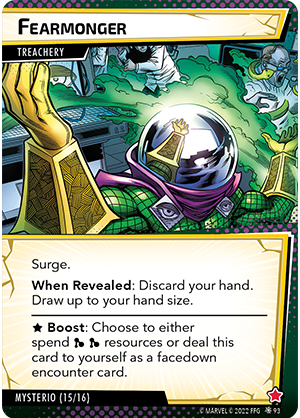 FEARMONGER
TREACHERY
Surge.
When Revealed: Discard your hand.
Draw up to your hand size.
★ Boost: Choose to either
spend resources or deal this
card to yourself as a facedown
encounter card.
MYSTERIO (15/16)
© MARVEL © 2022 FFG 93